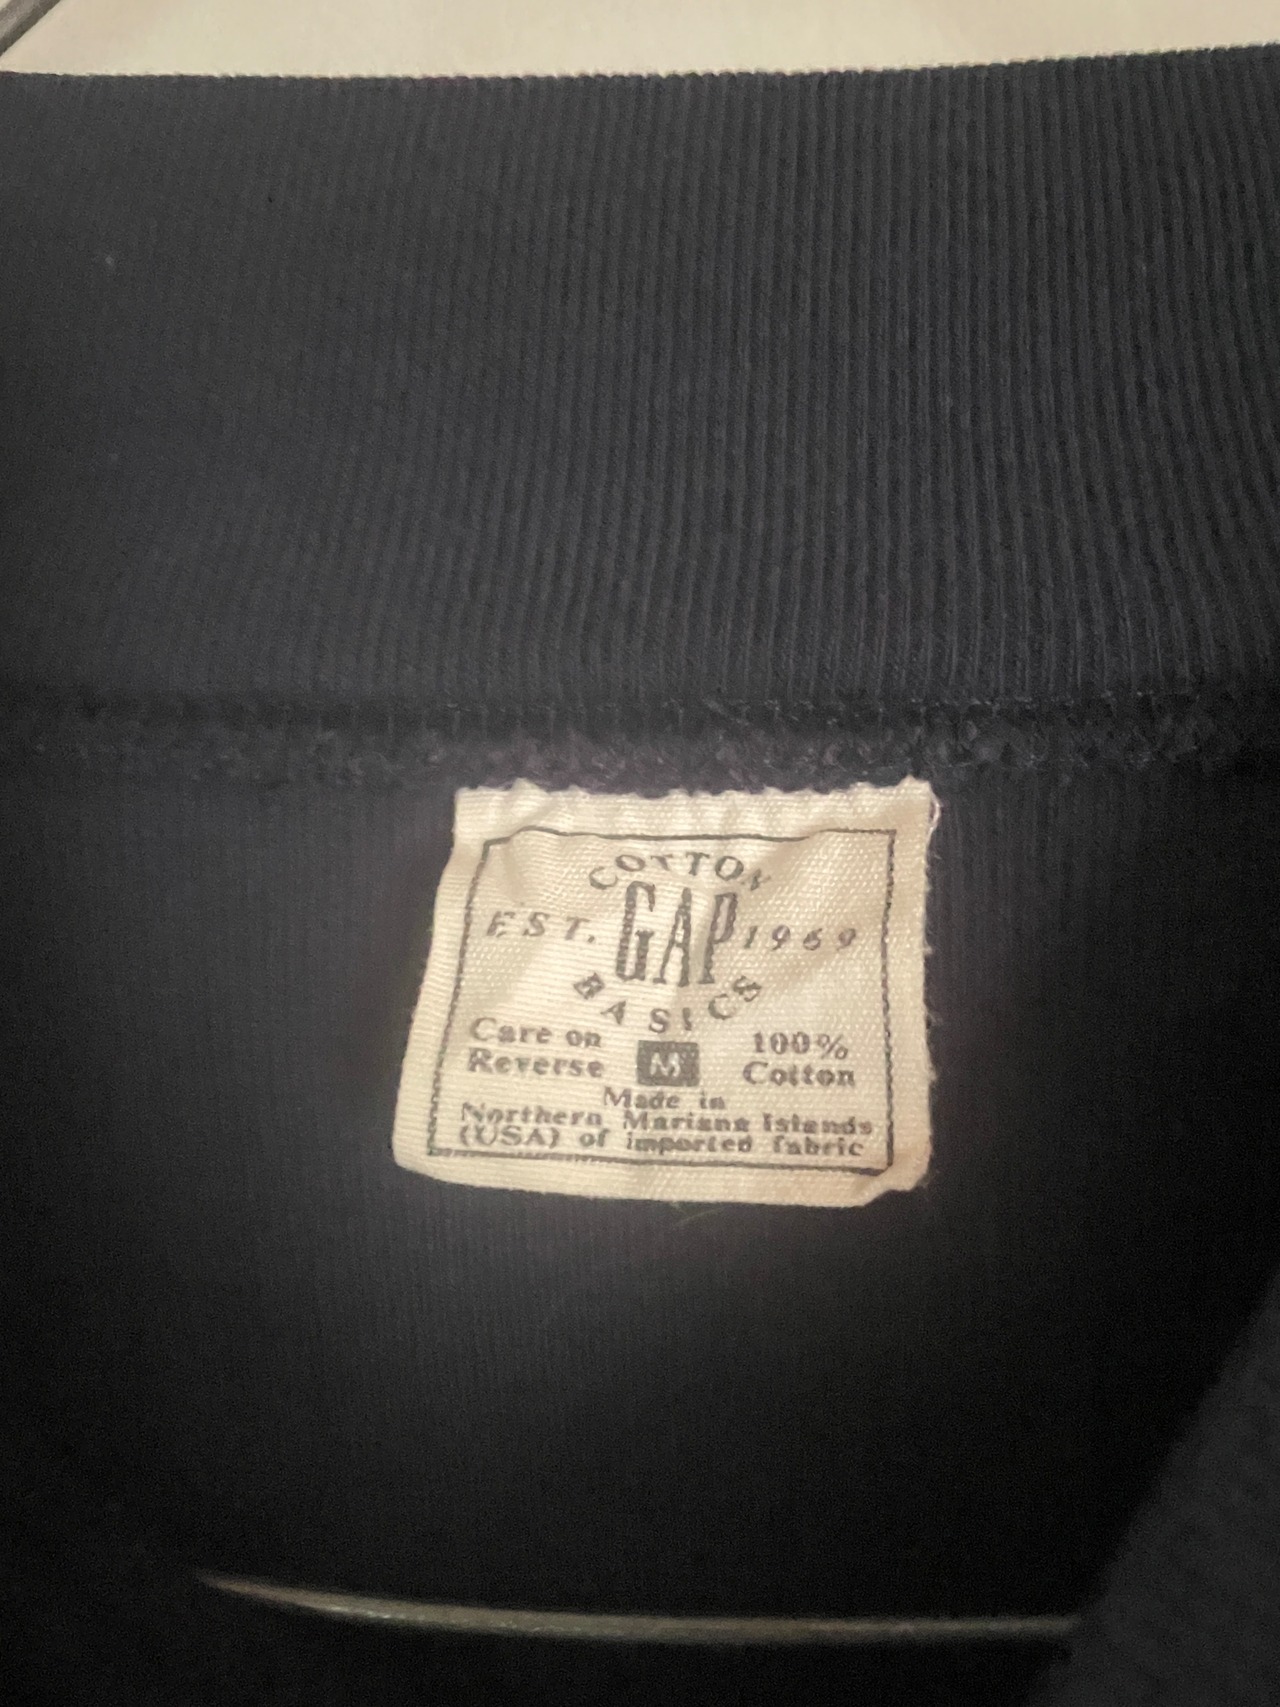 COTTON
EST. GAP 1969
BASICS
Care on Reverse
M
100% Cotton
Made in
Northern Mariana Islands
(USA) of imported fabric